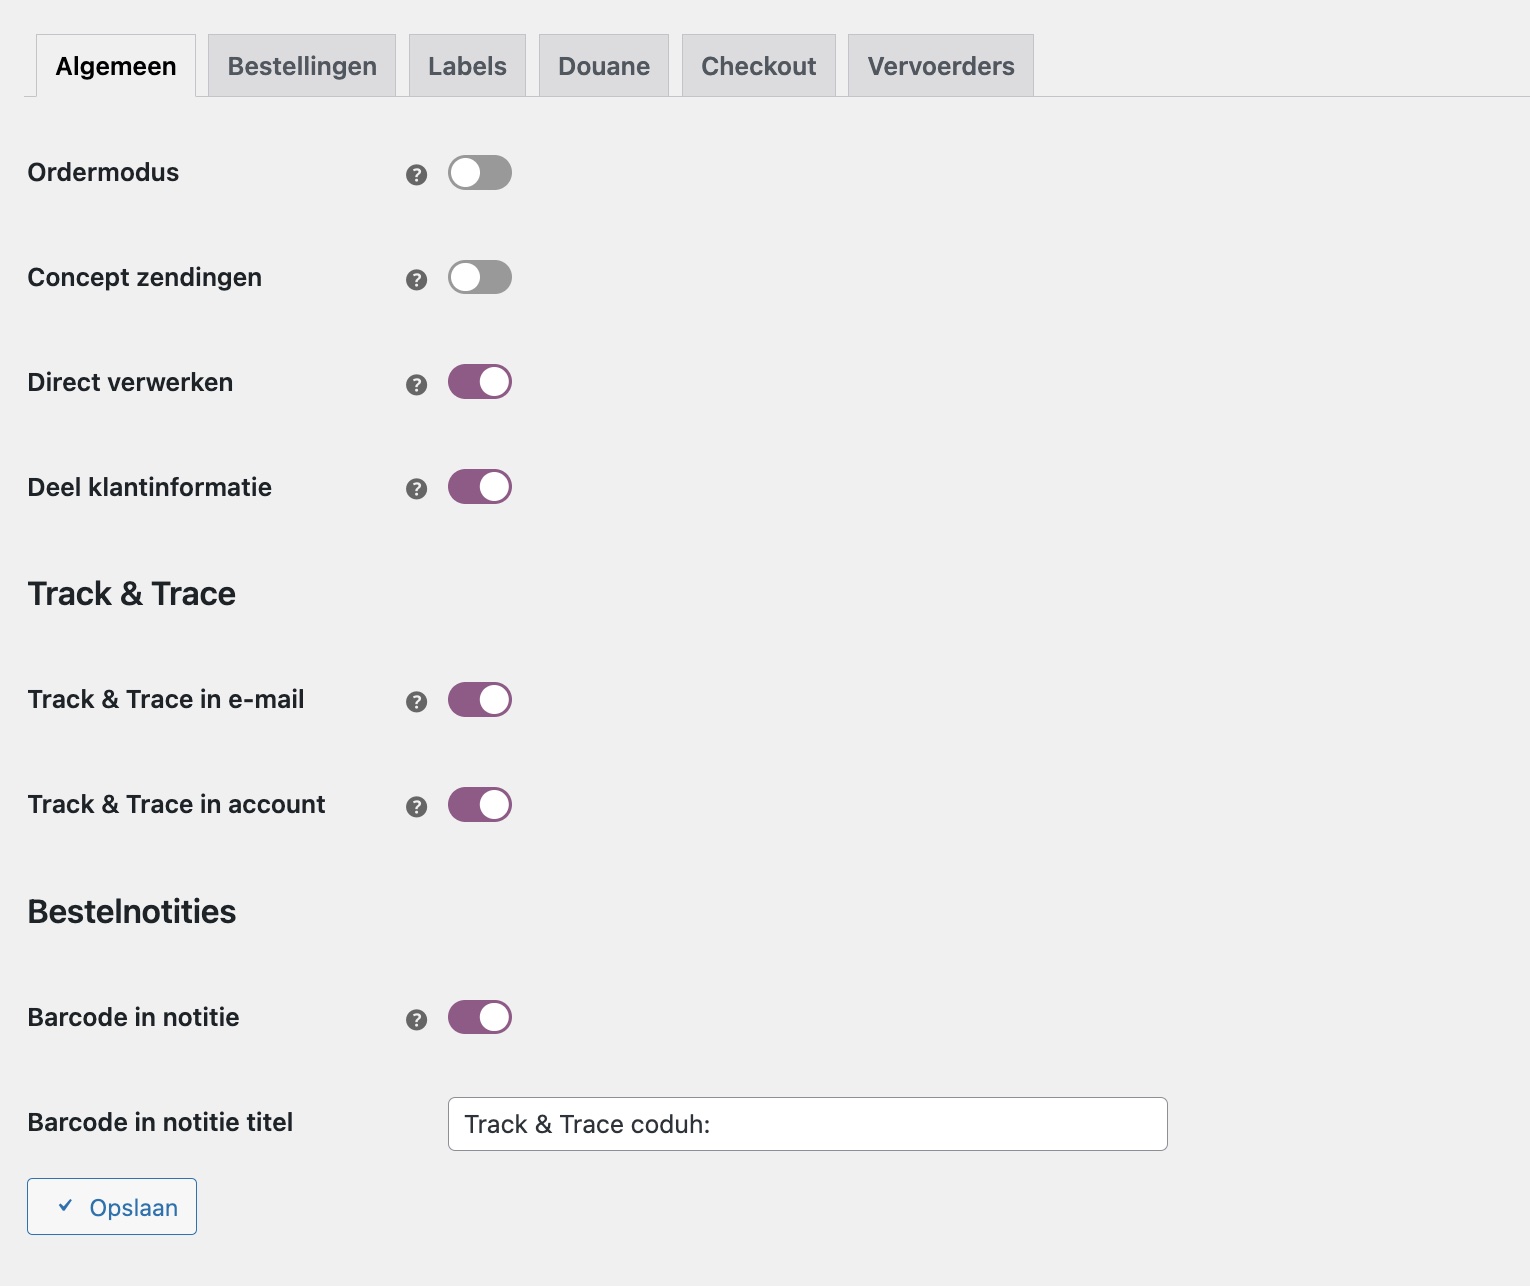 Algemeen Bestellingen Labels Douane Checkout Vervoerders
Ordermodus ?
Concept zendingen ?
Direct verwerken ?
Deel klantinformatie ?
Track & Trace
Track & Trace in e-mail ?
Track & Trace in account ?
Bestelnotities
Barcode in notitie ?
Barcode in notitie titel Track & Trace coduh:
Opslaan